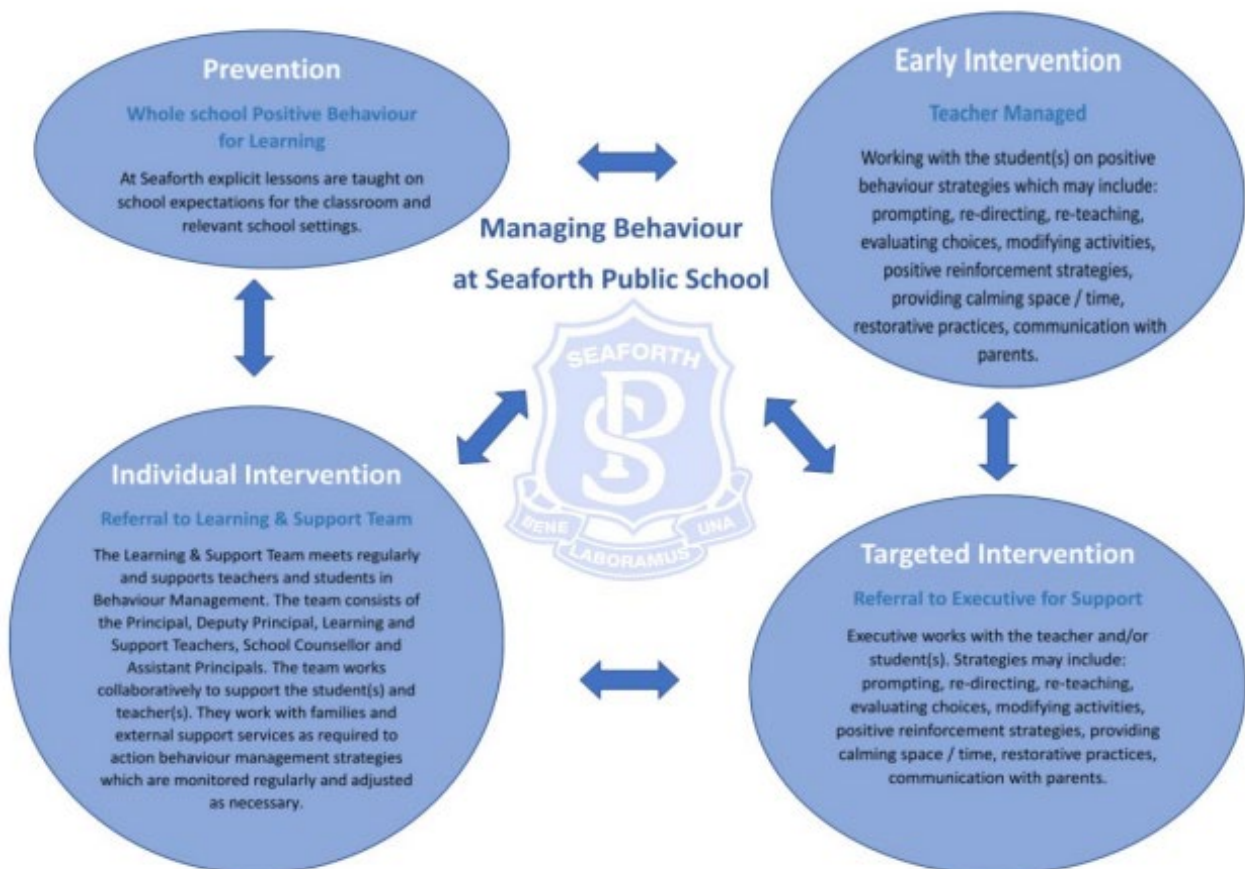 Prevention
Whole school Positive Behaviour
for Learning
At Seaforth explicit lessons are taught on
school expectations for the classroom and
relevant school settings.
Early Intervention
Teacher Managed
Working with the student(s) on positive
behaviour strategies which may include:
prompting, re-directing, re-teaching,
evaluating choices, modifying activities,
positive reinforcement strategies,
providing calming space / time,
restorative practices, communication with
parents.
Managing Behaviour
at Seaforth Public School
SEAFORTH
PS
BENE
LABORAMUS
UNA
Individual Intervention
Referral to Learning & Support Team
The Learning & Support Team meets regularly
and supports teachers and students in
Behaviour Management. The team consists of
the Principal, Deputy Principal, Learning and
Support Teachers, School Counsellor and
Assistant Principals. The team works
collaboratively to support the student(s) and
teacher(s). They work with families and
external support services as required to
action behaviour management strategies
which are monitored regularly and adjusted
as necessary.
Targeted Intervention
Referral to Executive for Support
Executive works with the teacher and/or
student(s). Strategies may include:
prompting, re-directing, re-teaching,
evaluating choices, modifying activities,
positive reinforcement strategies, providing
calming space / time, restorative practices,
communication with parents.